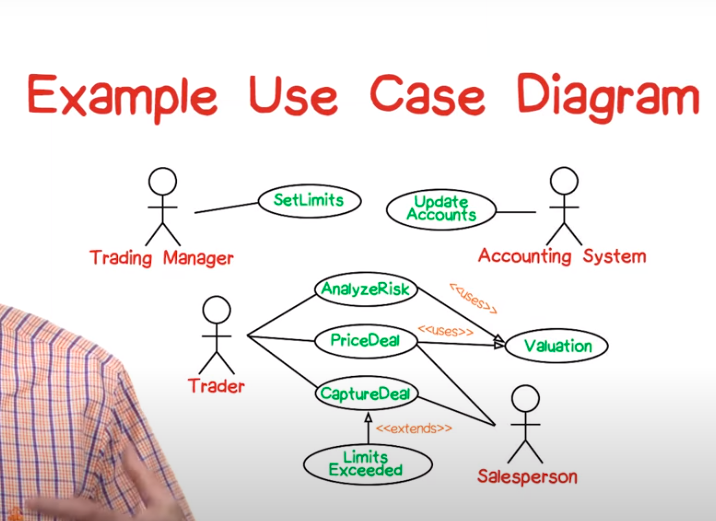 Example Use Case Diagram
SetLimits
Update
Accounts
Trading Manager
Accounting System
AnalyzeRisk
<<uses>>
<<uses>>
PriceDeal
Valuation
Trader
CaptureDeal
<<extends>>
Limits
Exceeded
Salesperson